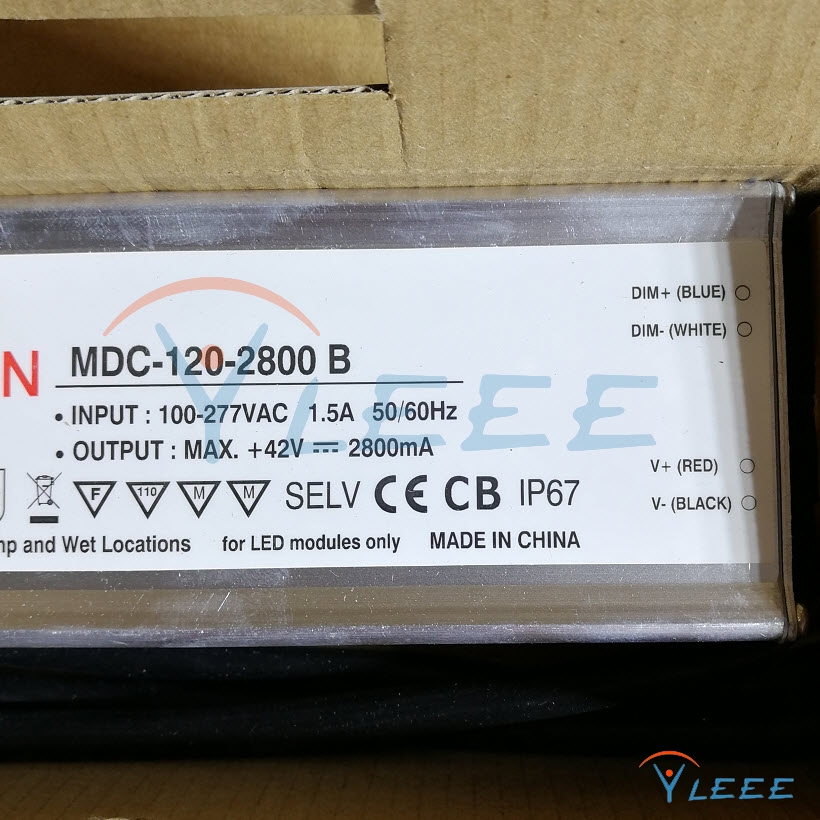 DIM+ (BLUE)
DIM- (WHITE)
N MDC-120-2800 B
• INPUT : 100-277VAC 1.5A 50/60Hz
• OUTPUT : MAX. +42V ⎓ 2800mA
V+ (RED)
V- (BLACK)
F 110 M M SELV CE CB IP67
mp and Wet Locations for LED modules only MADE IN CHINA
YLEEE
YLEEE